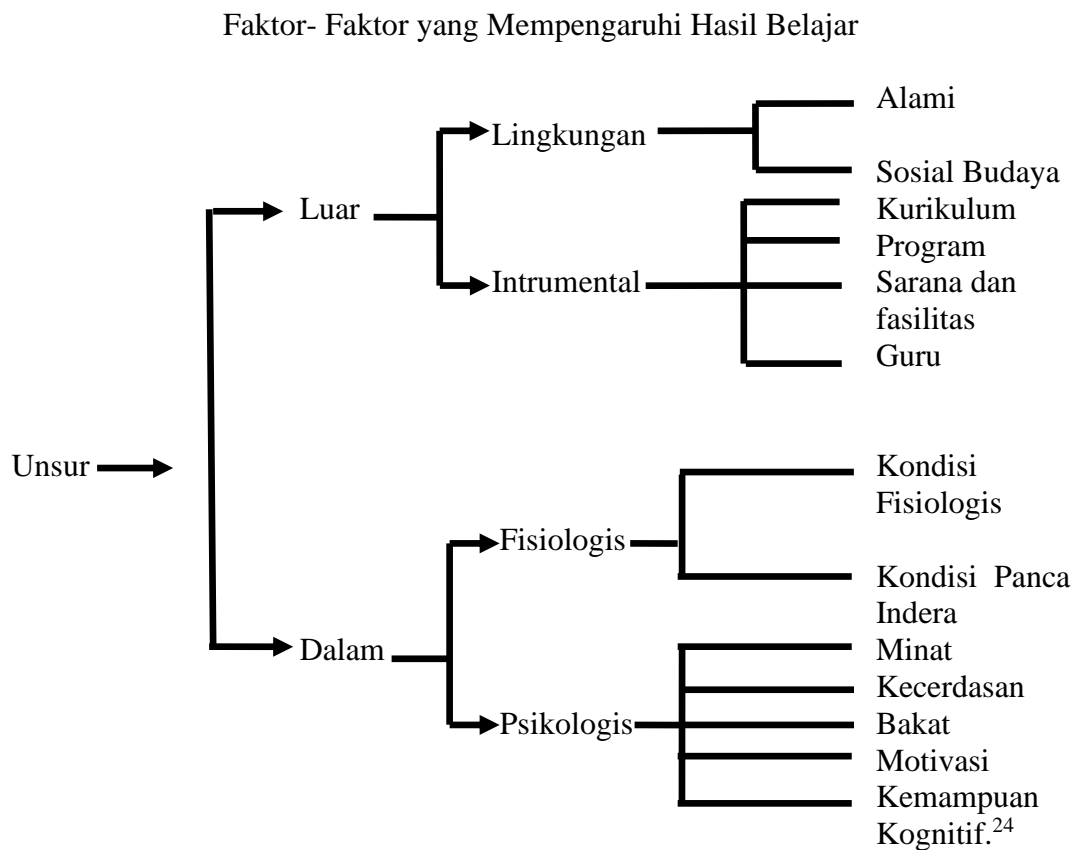 Faktor- Faktor yang Mempengaruhi Hasil Belajar
Alami
Lingkungan
Sosial Budaya
Luar
Kurikulum
Program
Intrumental
Sarana dan
fasilitas
Guru
Unsur
Kondisi
Fisiologis
Fisiologis
Kondisi Panca
Indera
Dalam
Minat
Kecerdasan
Psikologis
Bakat
Motivasi
Kemampuan
Kognitif.24